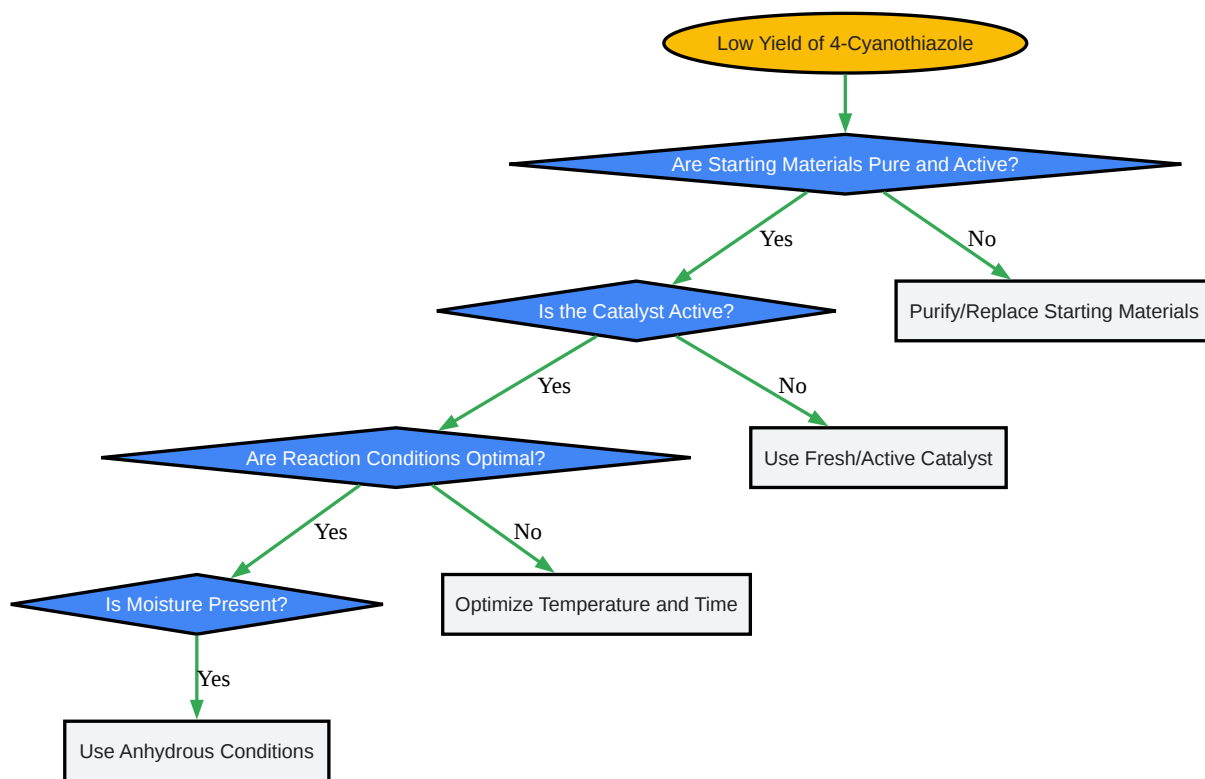 Low Yield of 4-Cyanothiazole
Are Starting Materials Pure and Active?
Yes
No
Is the Catalyst Active?
Purify/Replace Starting Materials
Yes
No
Are Reaction Conditions Optimal?
Use Fresh/Active Catalyst
Yes
No
Is Moisture Present?
Optimize Temperature and Time
Yes
Use Anhydrous Conditions